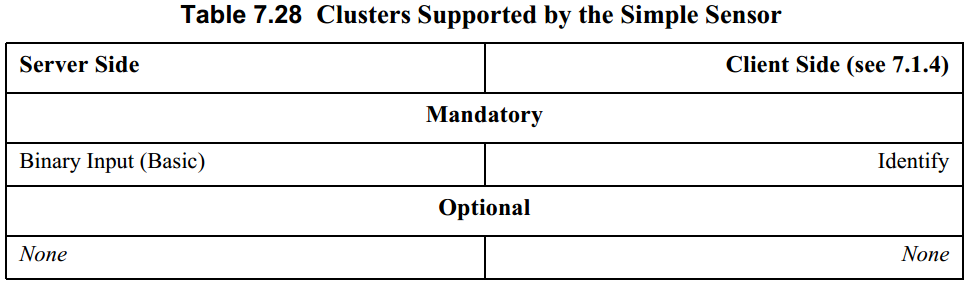 Table 7.28 Clusters Supported by the Simple Sensor
Server Side Client Side (see 7.1.4)
Mandatory
Binary Input (Basic) Identify
Optional
None None